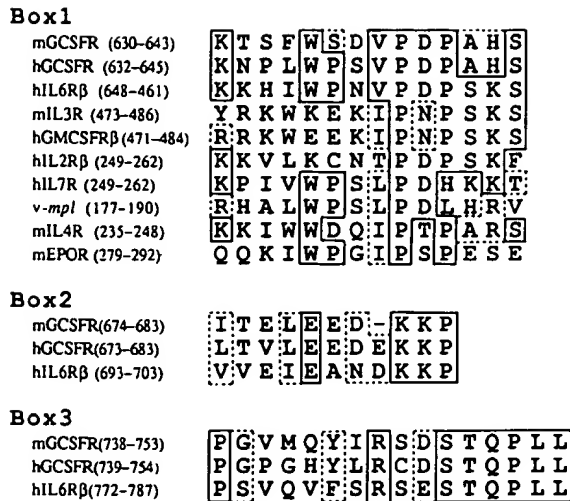 Box1
mGCSFR (630-643) K T S F W S D V P D P A H S
hGCSFR (632-645) K N P L W P S V P D P A H S
hIL6Rβ (648-461) K K H I W P N V P D P S K S
mIL3R (473-486) Y R K W K E K I P N P S K S
hGMCSFRβ (471-484) R R K W E E K I P N P S K S
hIL2Rβ (249-262) K K V L K C N T P D P S K F
hIL7R (249-262) K P I V W P S L P D H K K T
v-mpl (177-190) R H A L W P S L P D L H R V
mIL4R (235-248) K K I W W D Q I P T P A R S
mEPOR (279-292) Q Q K I W P G I P S P E S E
Box2
mGCSFR(674-683) I T E L E E D - K K P
hGCSFR(673-683) L T V L E E D E K K P
hIL6Rβ (693-703) V V E I E A N D K K P
Box3
mGCSFR(738-753) P G V M Q Y I R S D S T Q P L L
hGCSFR(739-754) P G P G H Y L R C D S T Q P L L
hIL6Rβ(772-787) P S V Q V F S R S E S T Q P L L